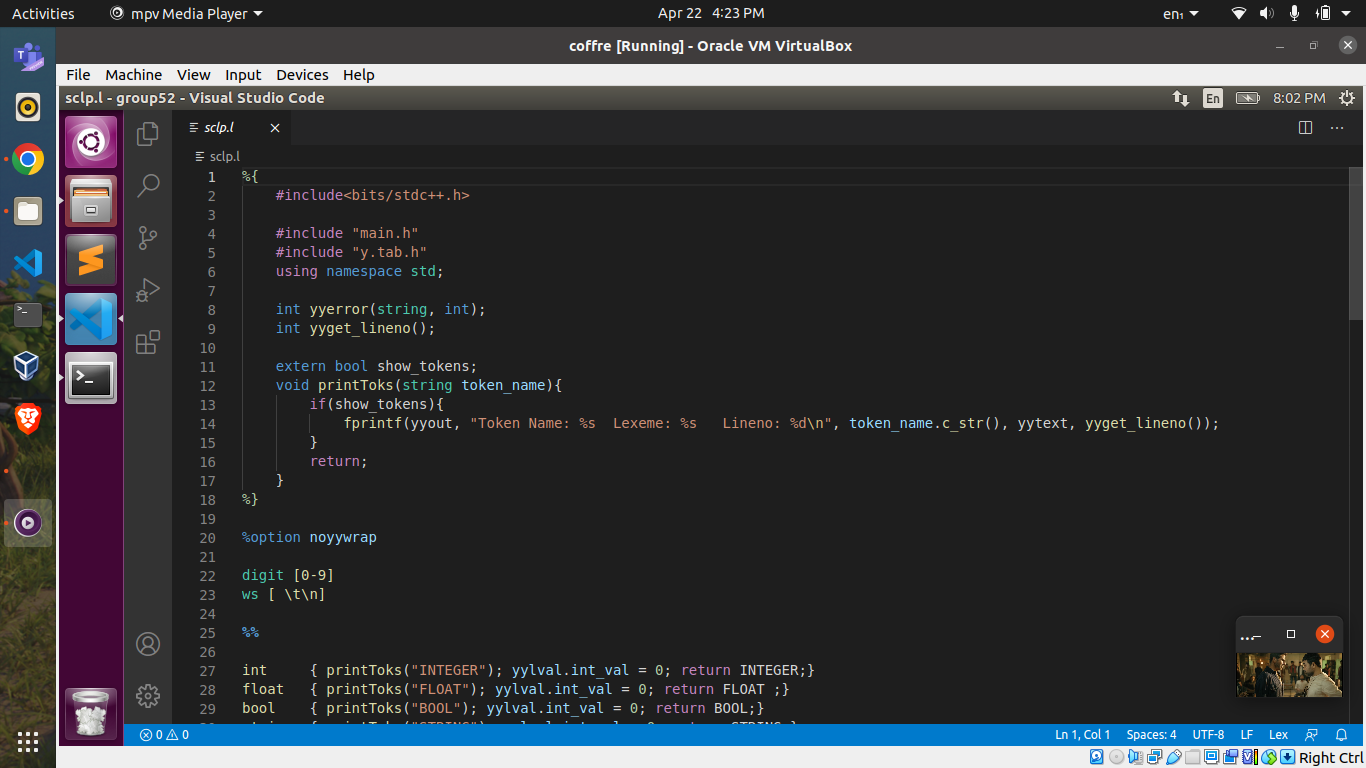 Activities mpv Media Player Apr 22 4:23 PM en₁
coffre [Running] - Oracle VM VirtualBox
File Machine View Input Devices Help
sclp.l - group52 - Visual Studio Code En 8:02 PM
sclp.l
sclp.l
1 %{
2 #include<bits/stdc++.h>
3
4 #include "main.h"
5 #include "y.tab.h"
6 using namespace std;
7
8 int yyerror(string, int);
9 int yyget_lineno();
10
11 extern bool show_tokens;
12 void printToks(string token_name){
13 if(show_tokens){
14 fprintf(yyout, "Token Name: %s  Lexeme: %s   Lineno: %d\n", token_name.c_str(), yytext, yyget_lineno());
15 }
16 return;
17 }
18 %}
19
20 %option noyywrap
21
22 digit [0-9]
23 ws [ \t\n]
24
25 %%
26
27 int { printToks("INTEGER"); yylval.int_val = 0; return INTEGER;}
28 float { printToks("FLOAT"); yylval.int_val = 0; return FLOAT ;}
29 bool { printToks("BOOL"); yylval.int_val = 0; return BOOL;}
0 0 Ln 1, Col 1 Spaces: 4 UTF-8 LF Lex
Right Ctrl